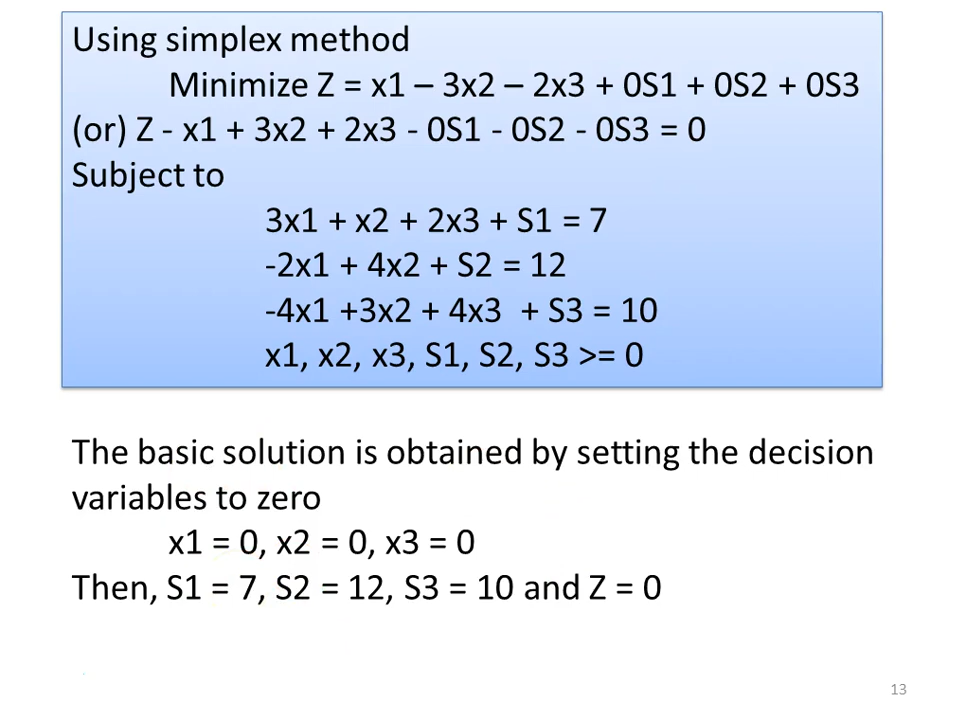 Using simplex method
Minimize Z = x1 – 3x2 – 2x3 + 0S1 + 0S2 + 0S3
(or) Z - x1 + 3x2 + 2x3 - 0S1 - 0S2 - 0S3 = 0
Subject to
3x1 + x2 + 2x3 + S1 = 7
-2x1 + 4x2 + S2 = 12
-4x1 +3x2 + 4x3 + S3 = 10
x1, x2, x3, S1, S2, S3 >= 0
The basic solution is obtained by setting the decision
variables to zero
x1 = 0, x2 = 0, x3 = 0
Then, S1 = 7, S2 = 12, S3 = 10 and Z = 0
13